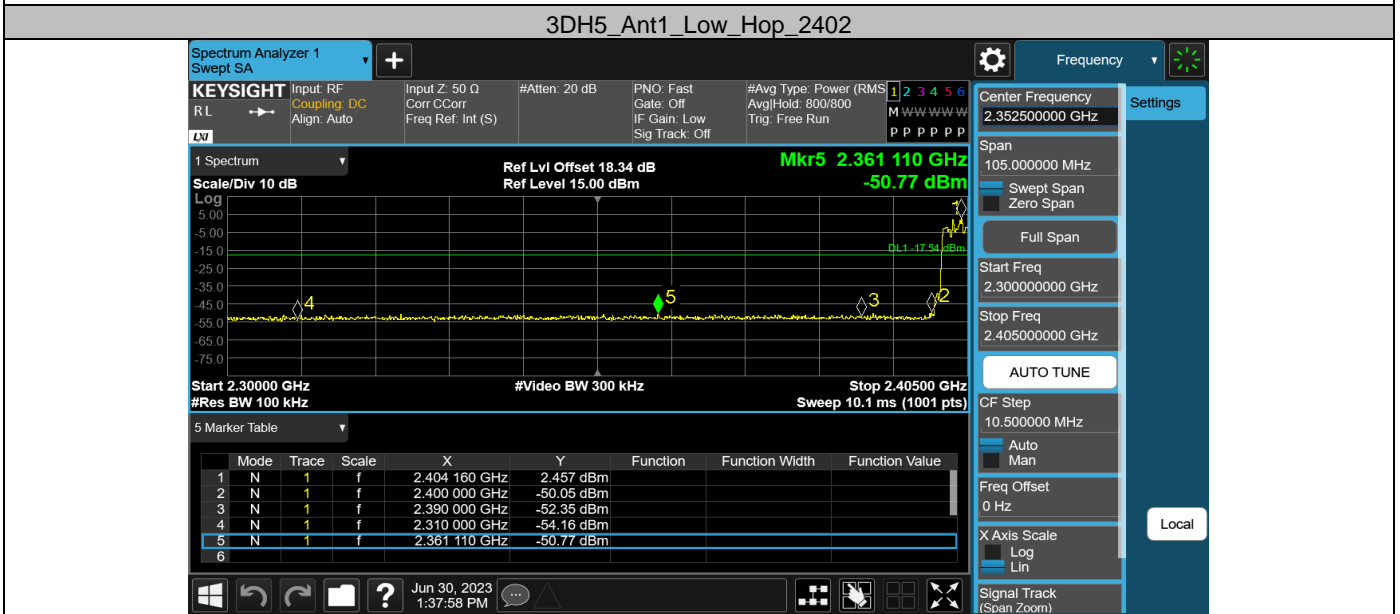 3DH5_Ant1_Low_Hop_2402
Spectrum Analyzer 1
Swept SA
+
Frequency
KEYSIGHT
RL
LXI
Input: RF
Coupling: DC
Align: Auto
Input Z: 50 Ω
Corr CCorr
Freq Ref: Int (S)
#Atten: 20 dB
PNO: Fast
Gate: Off
IF Gain: Low
Sig Track: Off
#Avg Type: Power (RMS
Avg|Hold: 800/800
Trig: Free Run
1 2 3 4 5 6
M W W W W W
P P P P P P
1 Spectrum
Scale/Div 10 dB
Ref Lvl Offset 18.34 dB
Ref Level 15.00 dBm
Mkr5 2.361 110 GHz
-50.77 dBm
Log
5.00
-5.00
-15.0
-25.0
-35.0
-45.0
-55.0
-65.0
-75.0
DL1 -17.54 dBm
1
4
5
3
2
Start 2.30000 GHz
#Res BW 100 kHz
#Video BW 300 kHz
Stop 2.40500 GHz
Sweep 10.1 ms (1001 pts)
5 Marker Table
Mode Trace Scale X Y Function Function Width Function Value
1 N 1 f 2.404 160 GHz 2.457 dBm
2 N 1 f 2.400 000 GHz -50.05 dBm
3 N 1 f 2.390 000 GHz -52.35 dBm
4 N 1 f 2.310 000 GHz -54.16 dBm
5 N 1 f 2.361 110 GHz -50.77 dBm
6
Center Frequency
2.352500000 GHz
Settings
Span
105.000000 MHz
Swept Span
Zero Span
Full Span
Start Freq
2.300000000 GHz
Stop Freq
2.405000000 GHz
AUTO TUNE
CF Step
10.500000 MHz
Auto
Man
Freq Offset
0 Hz
X Axis Scale
Log
Lin
Local
Signal Track
(Span Zoom)
?
Jun 30, 2023
1:37:58 PM